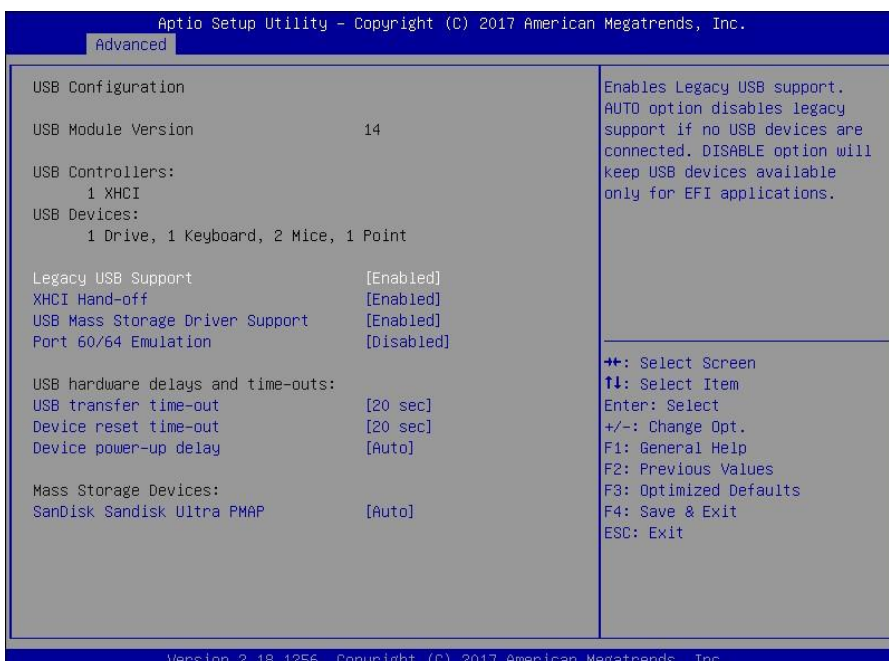 Aptio Setup Utility – Copyright (C) 2017 American Megatrends, Inc.
Advanced
USB Configuration
USB Module Version 14
USB Controllers:
1 XHCI
USB Devices:
1 Drive, 1 Keyboard, 2 Mice, 1 Point
Legacy USB Support [Enabled]
XHCI Hand-off [Enabled]
USB Mass Storage Driver Support [Enabled]
Port 60/64 Emulation [Disabled]
USB hardware delays and time-outs:
USB transfer time-out [20 sec]
Device reset time-out [20 sec]
Device power-up delay [Auto]
Mass Storage Devices:
SanDisk Sandisk Ultra PMAP [Auto]
Enables Legacy USB support.
AUTO option disables legacy
support if no USB devices are
connected. DISABLE option will
keep USB devices available
only for EFI applications.
→←: Select Screen
↑↓: Select Item
Enter: Select
+/-: Change Opt.
F1: General Help
F2: Previous Values
F3: Optimized Defaults
F4: Save & Exit
ESC: Exit
Version 2.18.1256. Copyright (C) 2017 American Megatrends, Inc.